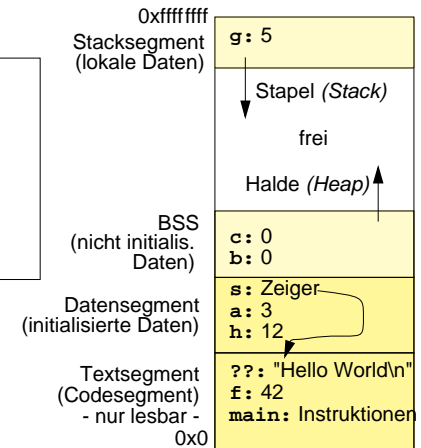 0xffffffff
Stacksegment
(lokale Daten)
g: 5
Stapel (Stack)
frei
Halde (Heap)
BSS
(nicht initialis.
Daten)
c: 0
b: 0
Datensegment
(initialisierte Daten)
s: Zeiger
a: 3
h: 12
Textsegment
(Codesegment)
- nur lesbar -
0x0
??: "Hello World\n"
f: 42
main: Instruktionen